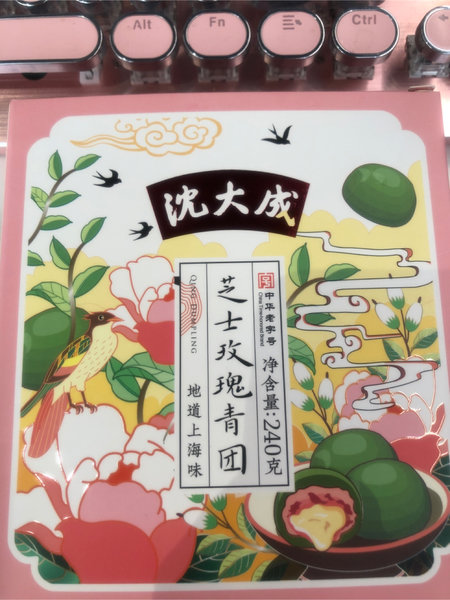 Alt
Fn
Ctrl
沈大成
中华老字号
China Time-honored Brand
净含量:240克
芝士玫瑰青团
QING DUMPLING
地道上海味